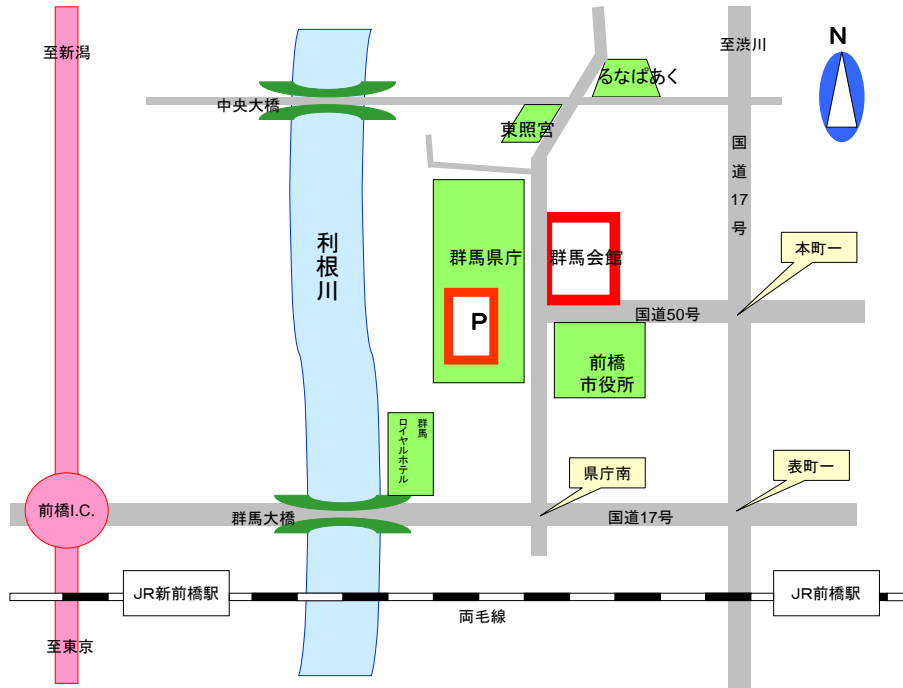 至新潟
至渋川
N
るなぱあく
中央大橋
東照宮
国道17号
利根川
群馬県庁
群馬会館
本町一
P
国道50号
前橋
市役所
群馬
ロイヤルホテル
県庁南
表町一
前橋I.C.
群馬大橋
国道17号
JR新前橋駅
JR前橋駅
両毛線
至東京